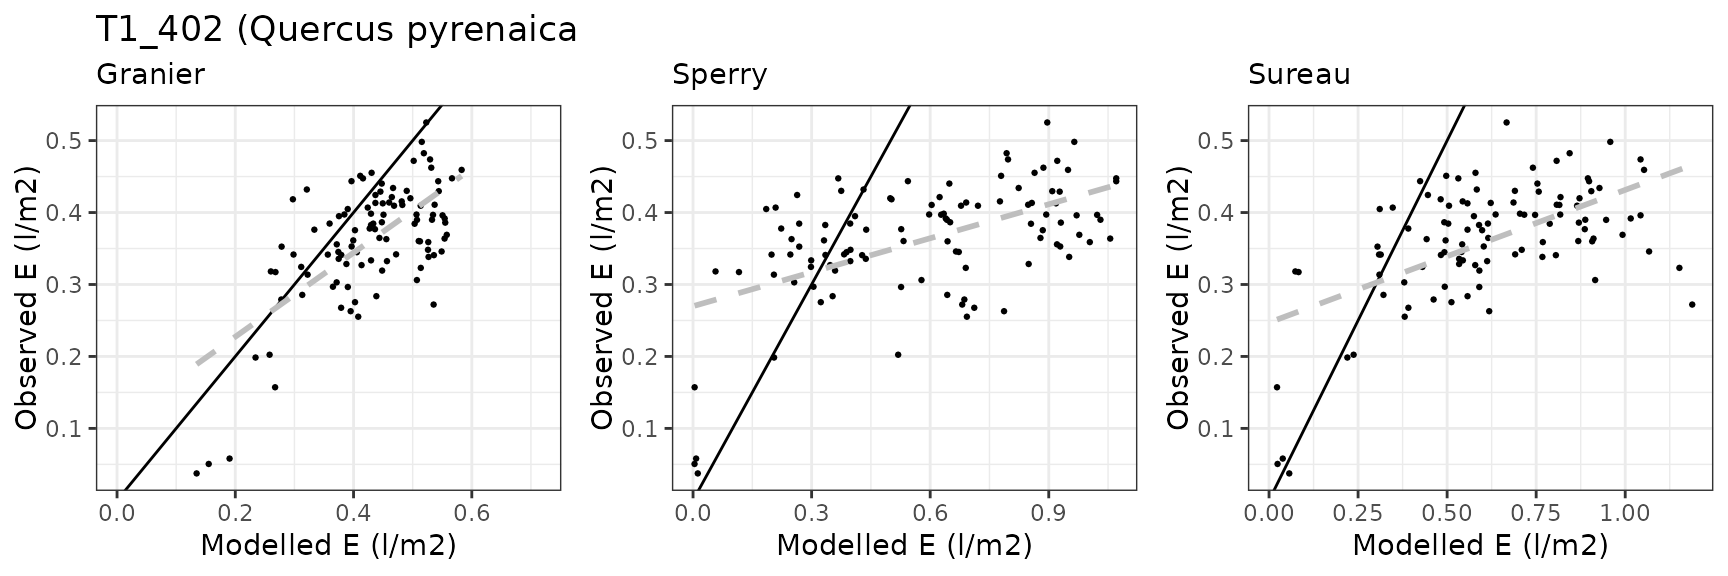 T1_402 (Quercus pyrenaica
Granier
Sperry
Sureau
Observed E (l/m2)
0.5
0.4
0.3
0.2
0.1
0.0 0.2 0.4 0.6
Modelled E (l/m2)
Observed E (l/m2)
0.5
0.4
0.3
0.2
0.1
0.0 0.3 0.6 0.9
Modelled E (l/m2)
Observed E (l/m2)
0.5
0.4
0.3
0.2
0.1
0.00 0.25 0.50 0.75 1.00
Modelled E (l/m2)